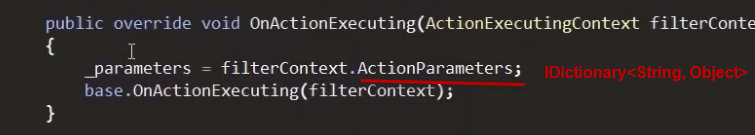 public override void OnActionExecuting(ActionExecutingContext filterConte
{
_parameters = filterContext.ActionParameters; IDictionary<String, Object>
base.OnActionExecuting(filterContext);
}